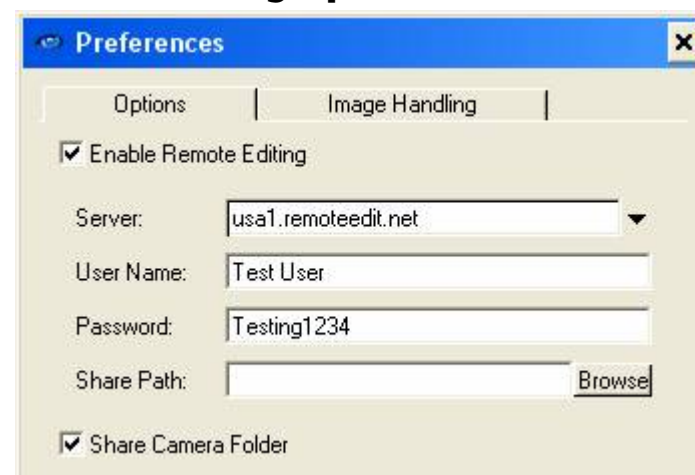 Preferences
Options Image Handling
Enable Remote Editing
Server: usa1.remoteedit.net
User Name: Test User
Password: Testing1234
Share Path: Browse
Share Camera Folder